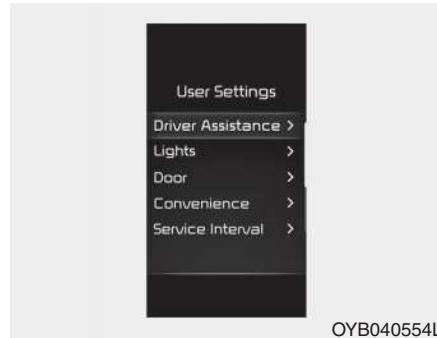 User Settings
Driver Assistance >
Lights >
Door >
Convenience >
Service Interval >
OYB040554L